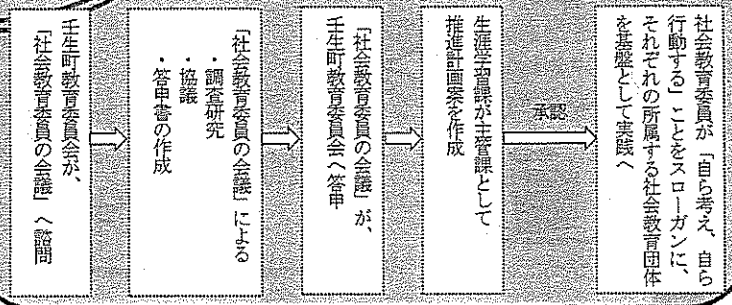 壬生町教育委員会が、
「社会教育委員の会議」へ諮問
「社会教育委員の会議」による
・調査研究
・協議
・答申書の作成
「社会教育委員の会議」が、
壬生町教育委員会へ答申
生涯学習課が主管課として
推進計画案を作成
承認
社会教育委員が「自ら考え、自ら
行動する」ことをスローガンに、
それぞれの所属する社会教育団体
を基盤として実践へ